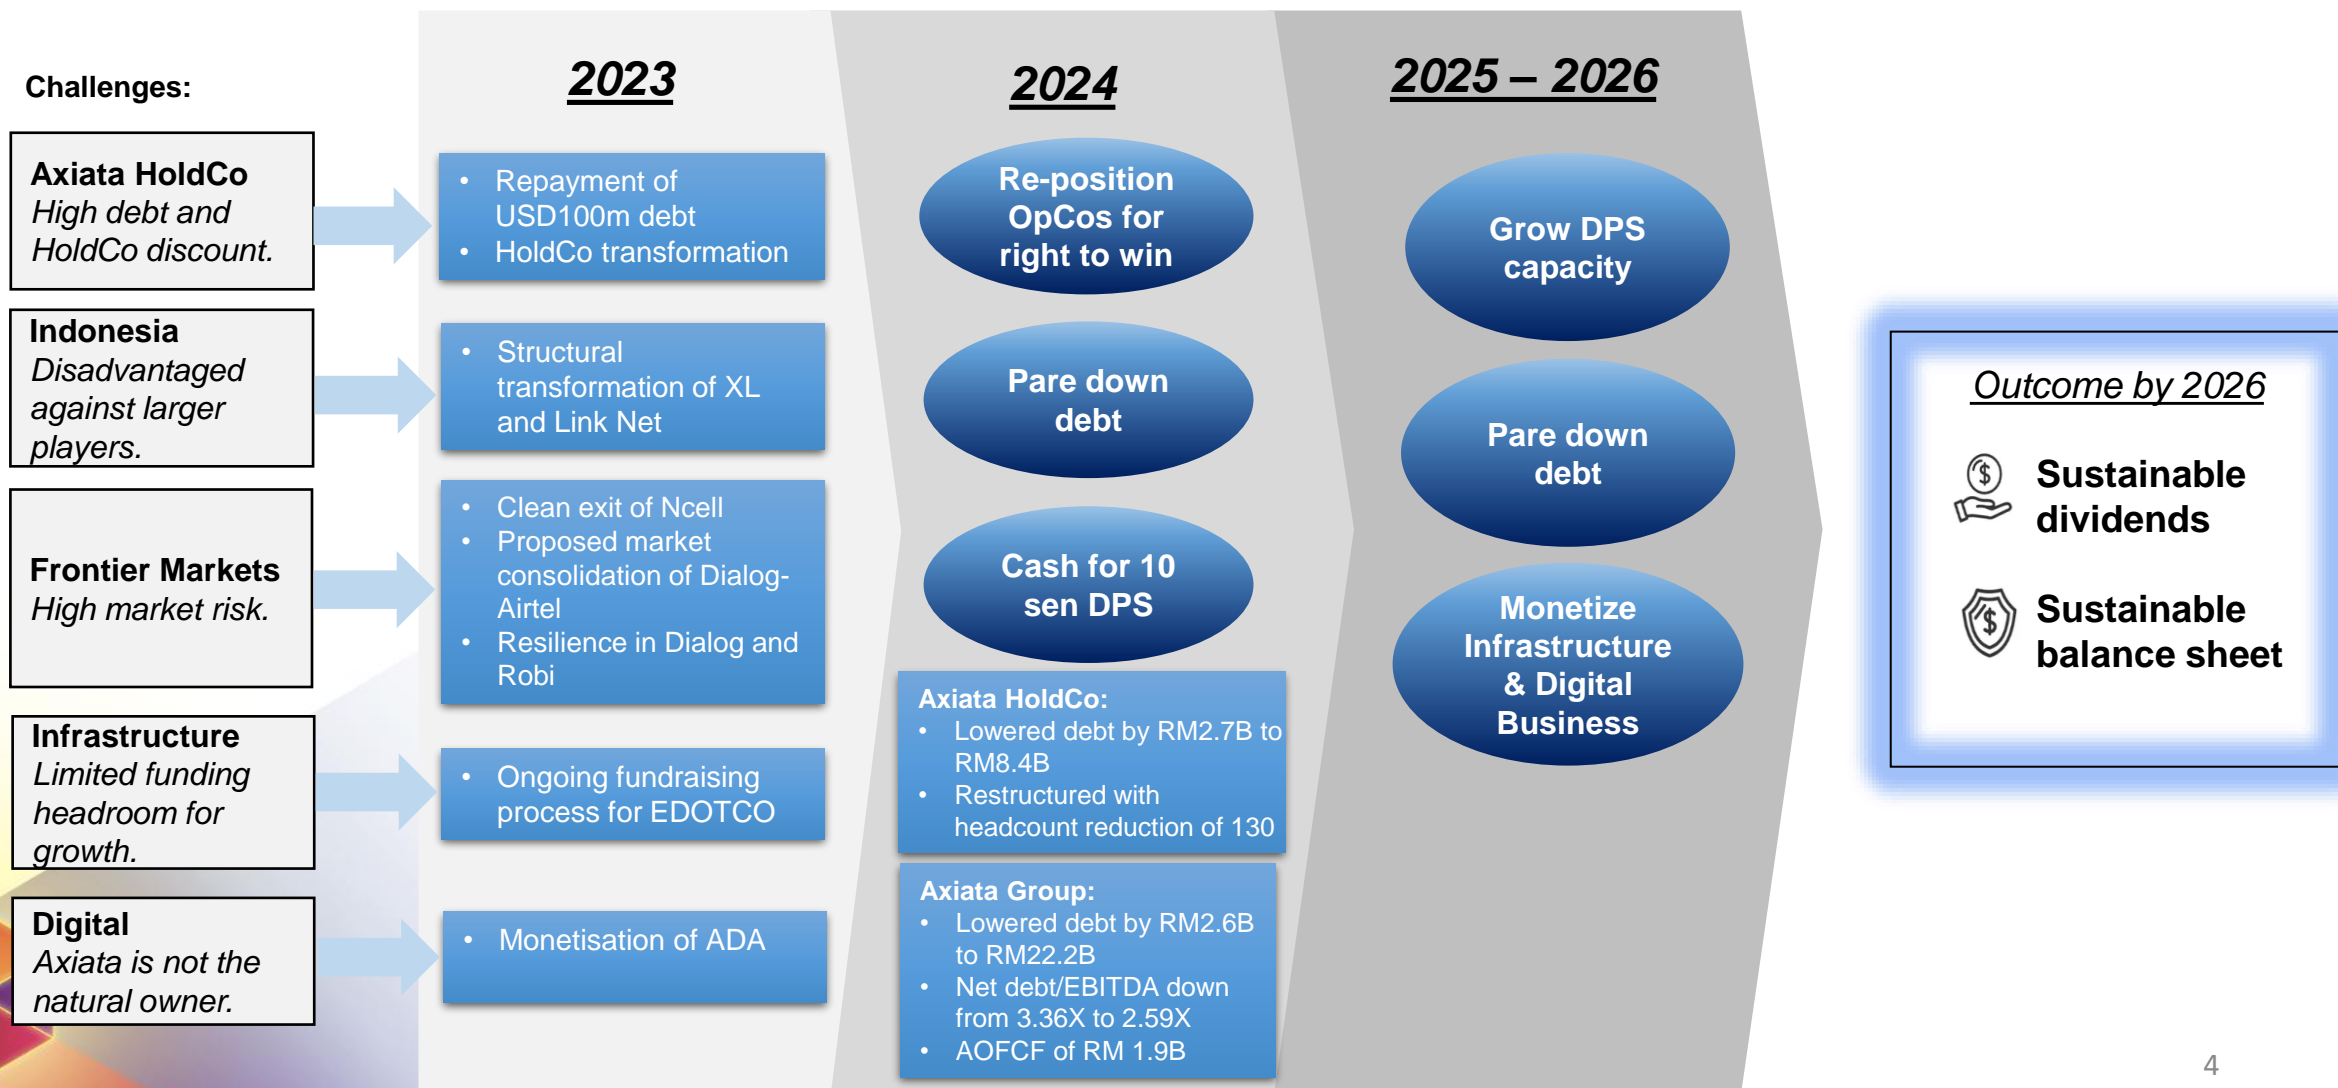 Challenges:
Axiata HoldCo
High debt and
HoldCo discount.
Indonesia
Disadvantaged
against larger
players.
Frontier Markets
High market risk.
Infrastructure
Limited funding
headroom for
growth.
Digital
Axiata is not the
natural owner.
2023
• Repayment of
USD100m debt
• HoldCo transformation
• Structural
transformation of XL
and Link Net
• Clean exit of Ncell
• Proposed market
consolidation of Dialog-
Airtel
• Resilience in Dialog and
Robi
• Ongoing fundraising
process for EDOTCO
• Monetisation of ADA
2024
Re-position
OpCos for
right to win
Pare down
debt
Cash for 10
sen DPS
Axiata HoldCo:
• Lowered debt by RM2.7B to
RM8.4B
• Restructured with
headcount reduction of 130
Axiata Group:
• Lowered debt by RM2.6B
to RM22.2B
• Net debt/EBITDA down
from 3.36X to 2.59X
• AOFCF of RM 1.9B
2025 – 2026
Grow DPS
capacity
Pare down
debt
Monetize
Infrastructure
& Digital
Business
Outcome by 2026
Sustainable
dividends
Sustainable
balance sheet
4